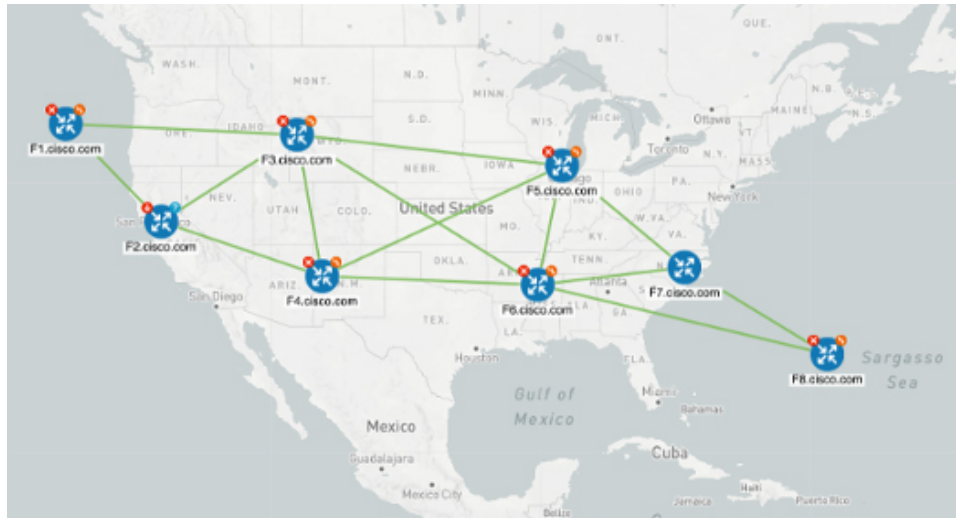 QUE.
ONT.
WASH.
MONT.
N.D.
MINN.
N.B.
Ottawa
MAINE
N.S.
F1.cisco.com
ORE.
IDAHO
F3.cisco.com
S.D.
WIS.
MICH.
Toronto
N.Y.
VT.
MASS.
NEBR.
IOWA
F5.cisco.com
PA.
New York
NEV.
UTAH
COLO.
United States
IND.
OHIO
F2.cisco.com
MO.
KY.
W.VA.
VA.
San Diego
ARIZ.
N.M.
F4.cisco.com
OKLA.
TENN.
Atlanta
F6.cisco.com
ALA.
GA.
F7.cisco.com
TEX.
LA.
Houston
FLA.
Miami
Bahamas
F8.cisco.com
Sargasso
Sea
Gulf of
Mexico
Mexico
Guadalajara
Mexico City
Cuba
Haiti
Jamaica
Puerto Rico
Belize